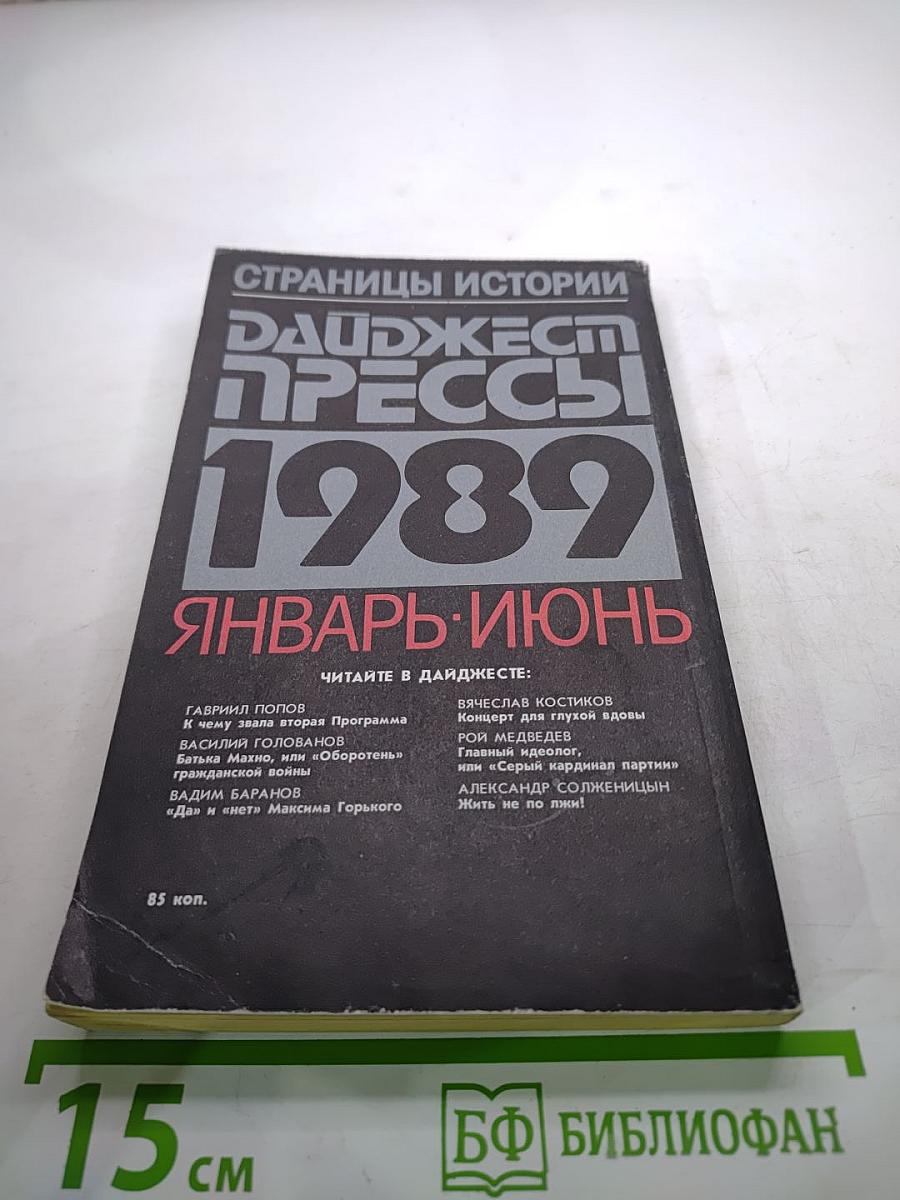 СТРАНИЦЫ ИСТОРИИ
ДАЙДЖЕСТ
ПРЕССЫ
1989
ЯНВАРЬ·ИЮНЬ
ЧИТАЙТЕ В ДАЙДЖЕСТЕ:
ГАВРИИЛ ПОПОВ
К чему звала вторая Программа
ВАСИЛИЙ ГОЛОВАНОВ
Батька Махно, или «Оборотень»
гражданской войны
ВАДИМ БАРАНОВ
«Да» и «нет» Максима Горького
ВЯЧЕСЛАВ КОСТИКОВ
Концерт для глухой вдовы
РОЙ МЕДВЕДЕВ
Главный идеолог,
или «Серый кардинал партии»
АЛЕКСАНДР СОЛЖЕНИЦЫН
Жить не по лжи!
85 коп.
15 см
БФ БИБЛИОФАН